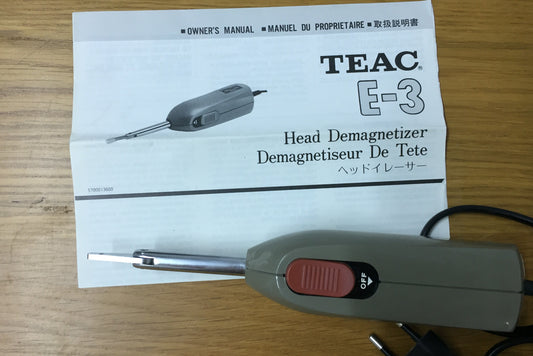 ■ OWNER'S MANUAL ■ MANUEL DU PROPRIETAIRE ■ 取扱説明書
TEAC®
E-3
Head Demagnetizer
Demagnetiseur De Tete
ヘッドイレーサー
5700013600
OFF